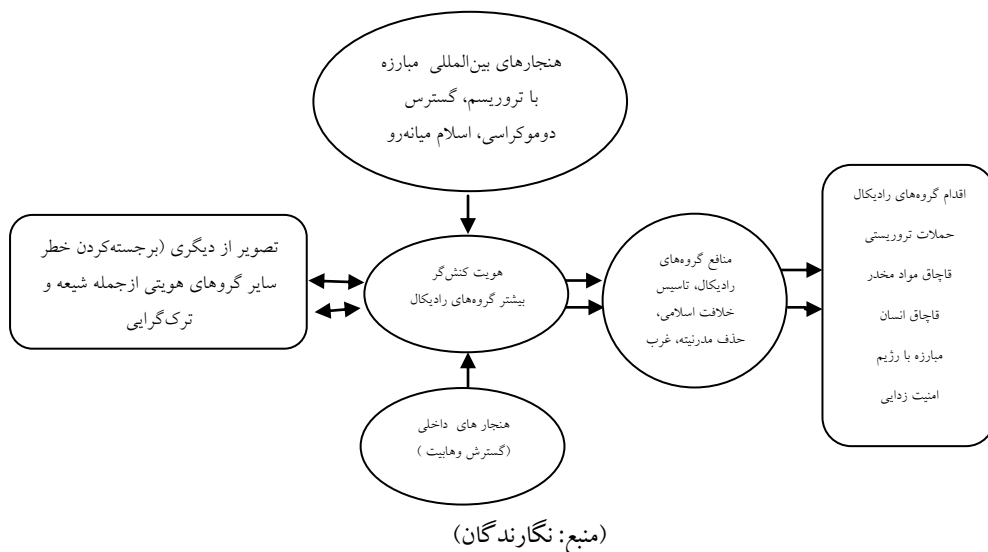 هنجارهای بین‌المللی مبارزه
با تروریسم، گسترس
دوموکراسی، اسلام میانه‌رو
تصویر از دیگری (برجسته‌کردن خطر
سایر گروهای هویتی ازجمله شیعه و
ترک‌گرایی
هویت کنش‌گر
بیشتر گروه‌های رادیکال
هنجار های داخلی
(گسترش وهابیت )
منافع گروه‌های
رادیکال، تاسیس
خلافت اسلامی،
حذف مدرنیته، غرب
اقدام گروه‌های رادیکال
حملات تروریستی
قاچاق مواد مخدر
قاچاق انسان
مبارزه با رژیم
امنیت زدایی
(منبع: نگارندگان)